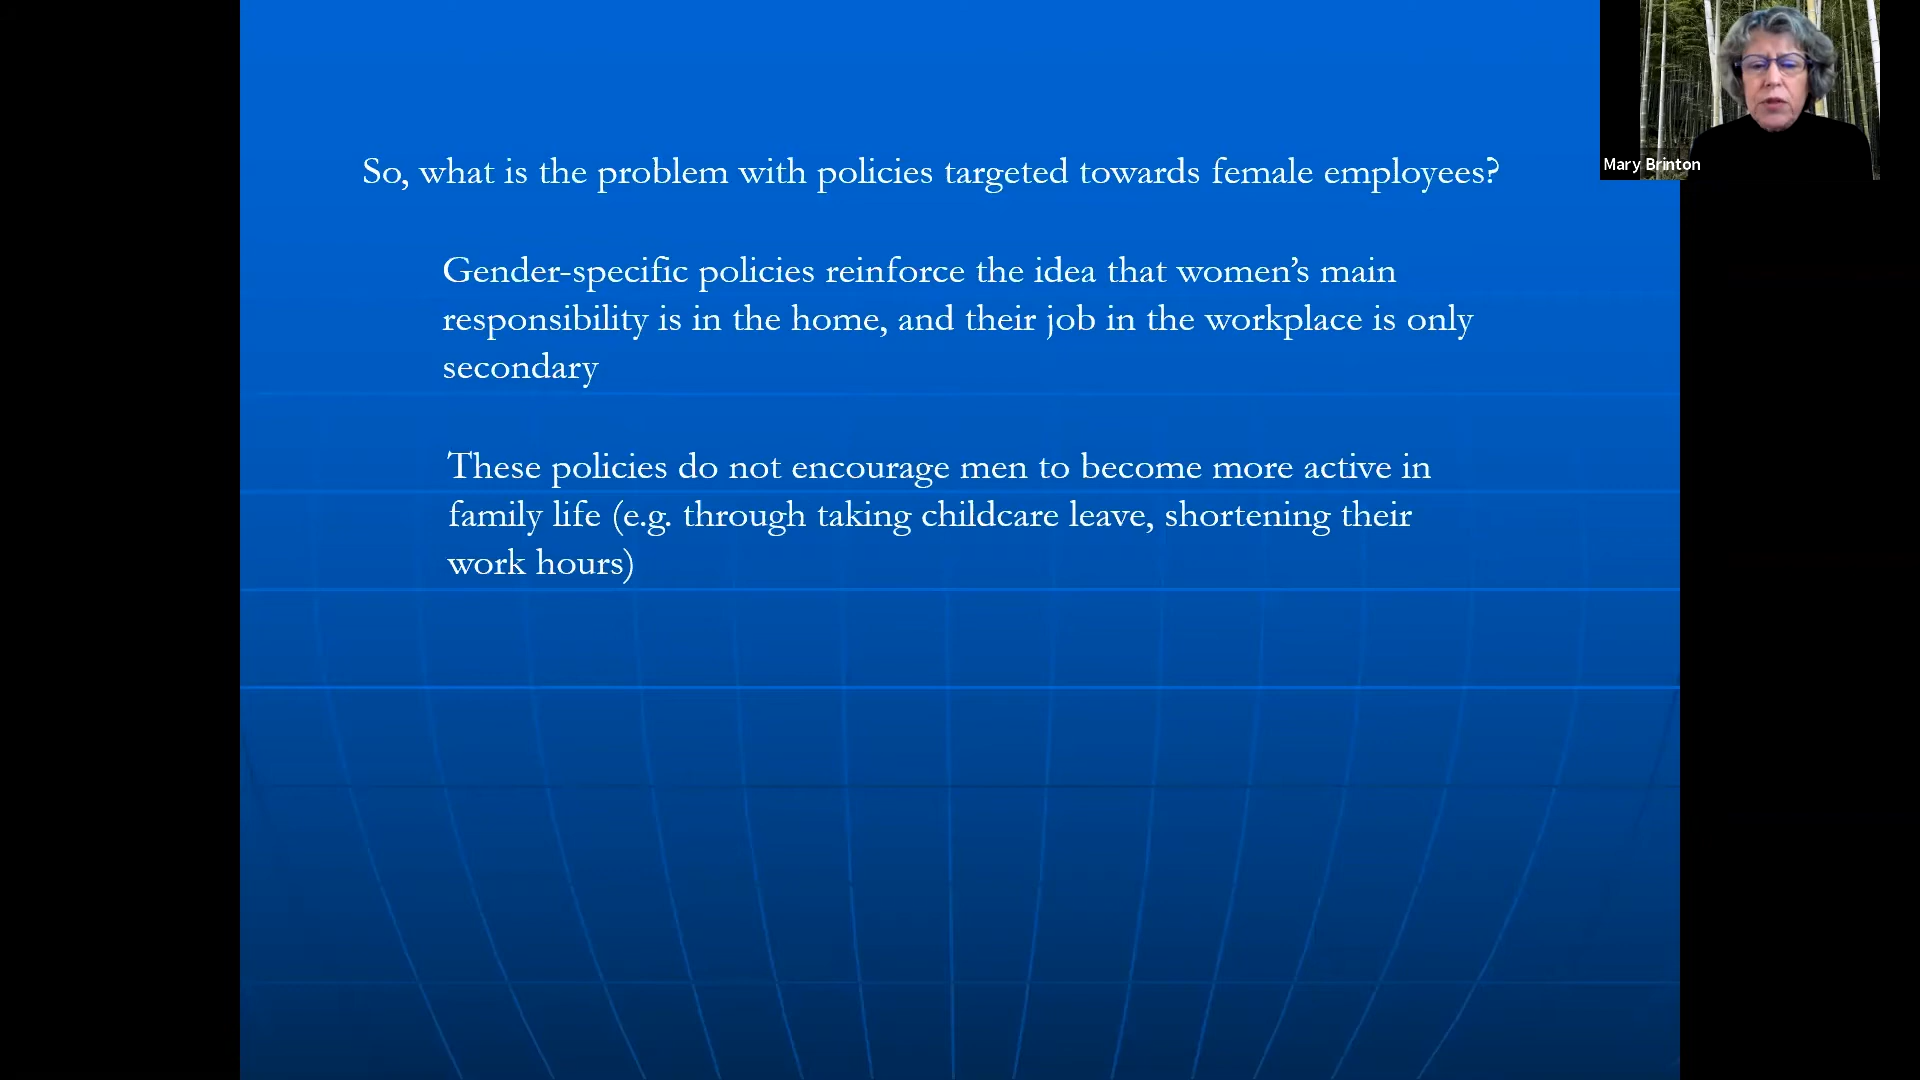 So, what is the problem with policies targeted towards female employees?
Gender-specific policies reinforce the idea that women's main
responsibility is in the home, and their job in the workplace is only
secondary
These policies do not encourage men to become more active in
family life (e.g. through taking childcare leave, shortening their
work hours)
Mary Brinton